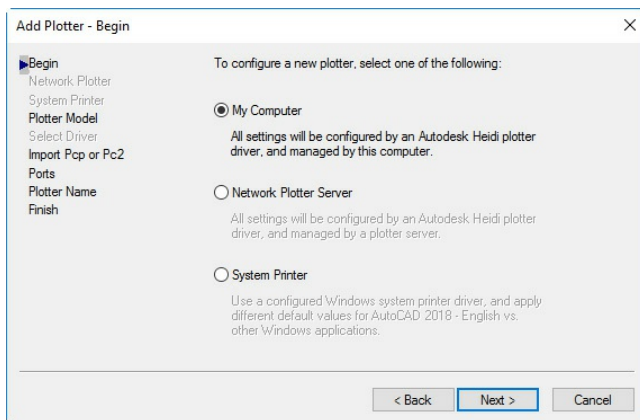 Add Plotter - Begin
Begin
Network Plotter
System Printer
Plotter Model
Select Driver
Import Pcp or Pc2
Ports
Plotter Name
Finish
To configure a new plotter, select one of the following:
My Computer
All settings will be configured by an Autodesk Heidi plotter
driver, and managed by this computer.
Network Plotter Server
All settings will be configured by an Autodesk Heidi plotter
driver, and managed by a plotter server.
System Printer
Use a configured Windows system printer driver, and apply
different default values for AutoCAD 2018 - English vs.
other Windows applications.
< Back
Next >
Cancel